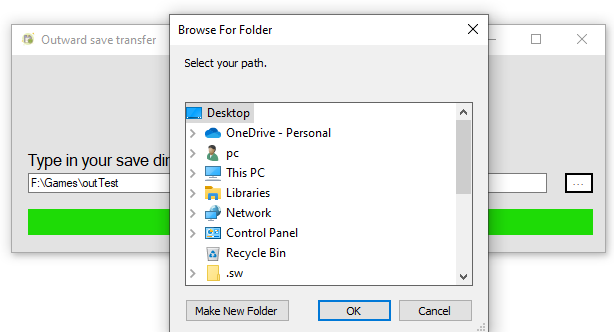 Outward save transfer
Browse For Folder
Select your path.
Desktop
OneDrive - Personal
pc
This PC
Libraries
Network
Control Panel
Recycle Bin
.sw
Type in your save dir
F:\Games\outTest
...
Make New Folder
OK
Cancel